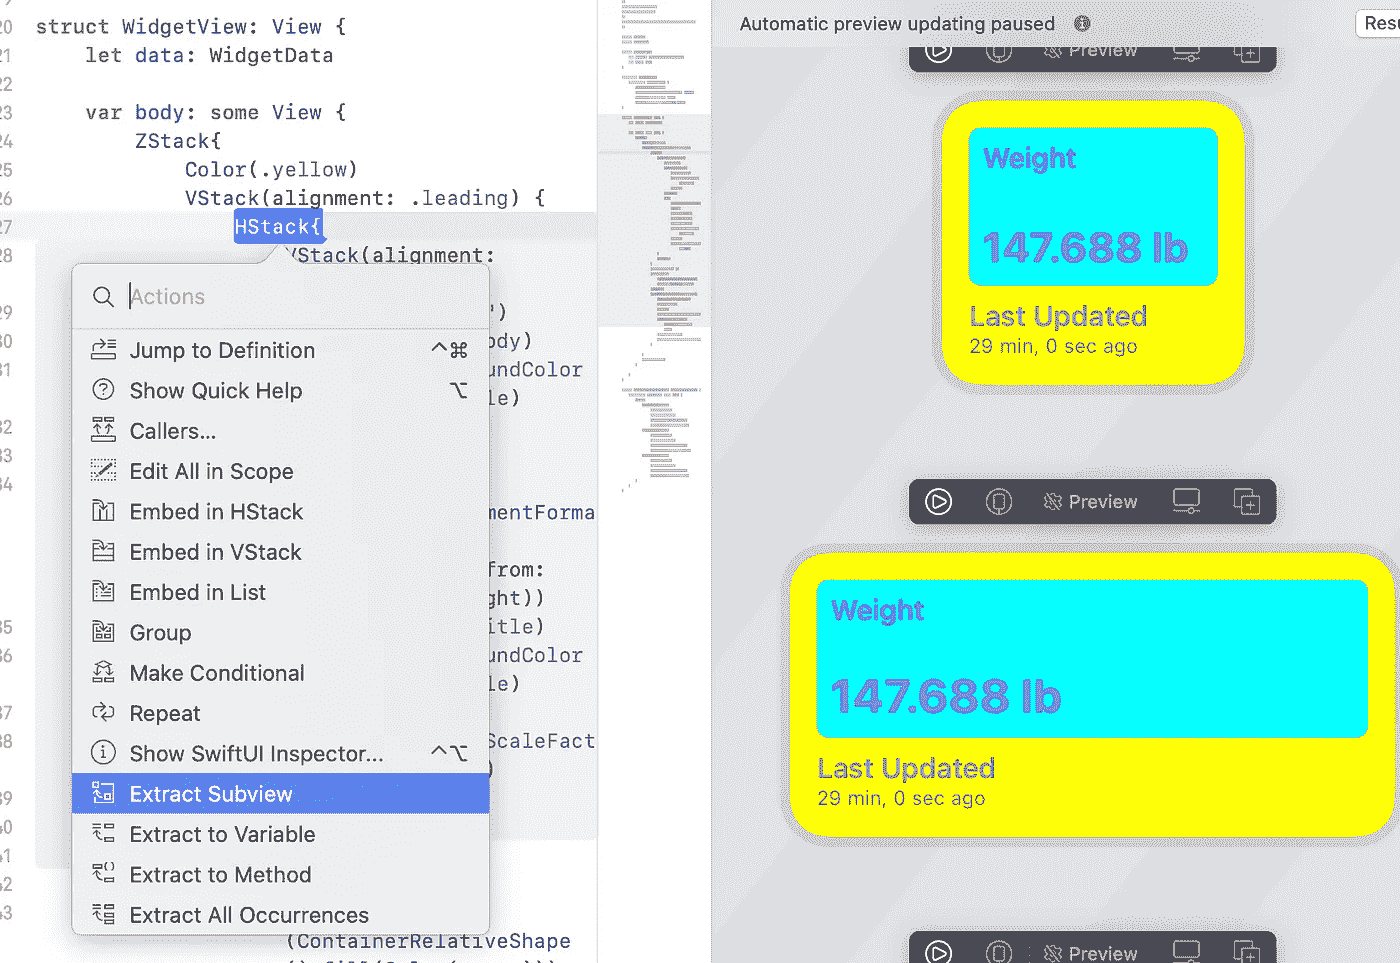 20 struct WidgetView: View {
21 let data: WidgetData
22
23 var body: some View {
24 ZStack{
25 Color(.yellow)
26 VStack(alignment: .leading) {
27 HStack{
28 VStack(alignment:
Actions
29 ")
Jump to Definition ^⌘
30 ody)
31 undColor
Show Quick Help ⌥
le)
32
Callers...
33
Edit All in Scope
34
Embed in HStack
mentForma
Embed in VStack
from:
Embed in List
ght))
35 itle)
Group
36 undColor
Make Conditional
le)
37
Repeat
38 ScaleFact
Show SwiftUI Inspector... ^⌥
)
39
Extract Subview
40
Extract to Variable
41
Extract to Method
42
43
Extract All Occurrences
(ContainerRelativeShape
Automatic preview updating paused
Resu
Preview
Weight
147.688 lb
Last Updated
29 min, 0 sec ago
Preview
Weight
147.688 lb
Last Updated
29 min, 0 sec ago
Preview